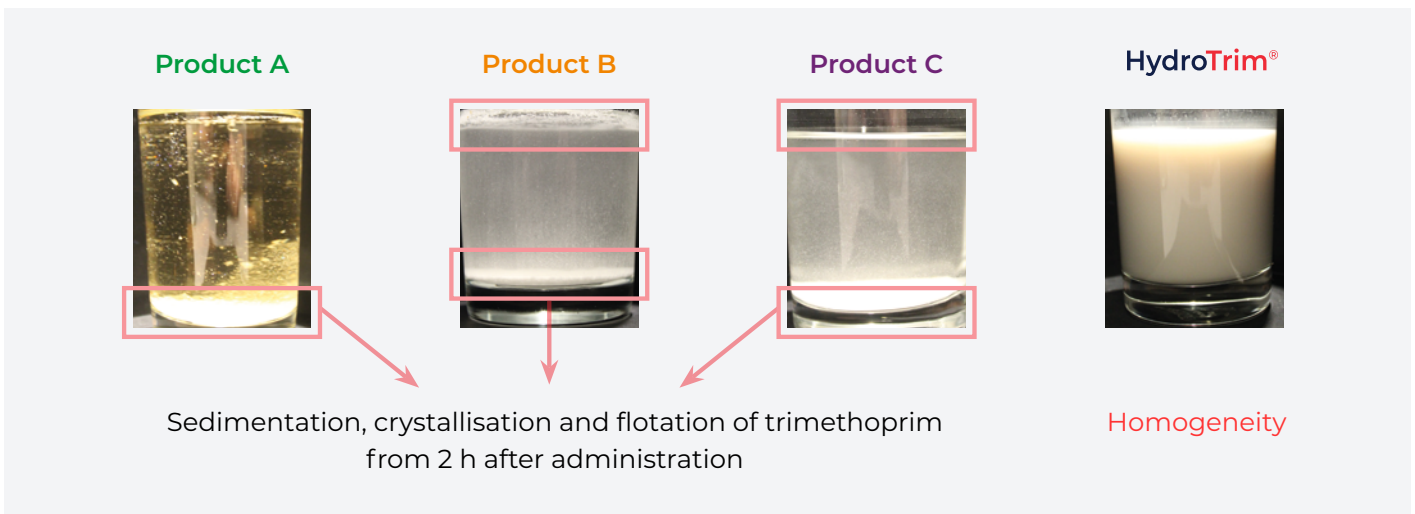 Product A
Product B
Product C
HydroTrim®
Sedimentation, crystallisation and flotation of trimethoprim
from 2 h after administration
Homogeneity